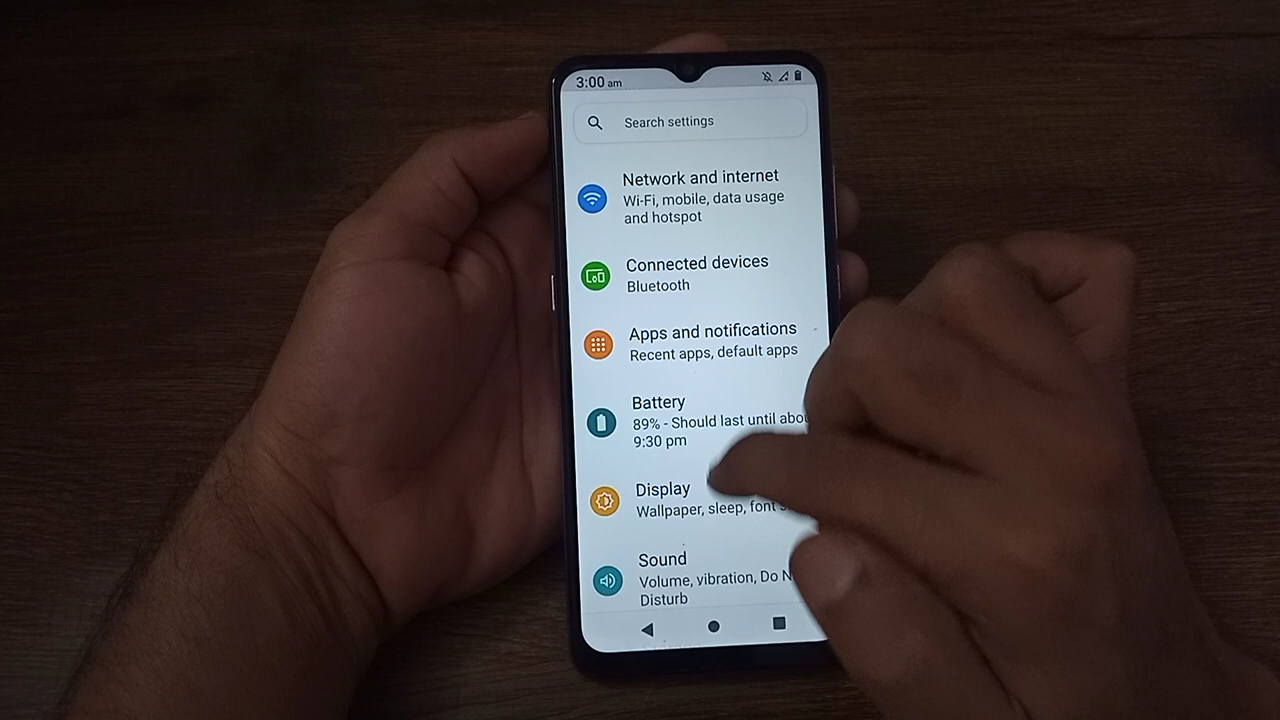 3:00 am
Search settings
Network and internet
Wi-Fi, mobile, data usage
and hotspot
Connected devices
Bluetooth
Apps and notifications
Recent apps, default apps
Battery
89% - Should last until
9:30 pm
Display
Wallpaper, sleep, font
Sound
Volume, vibration, Do
Disturb